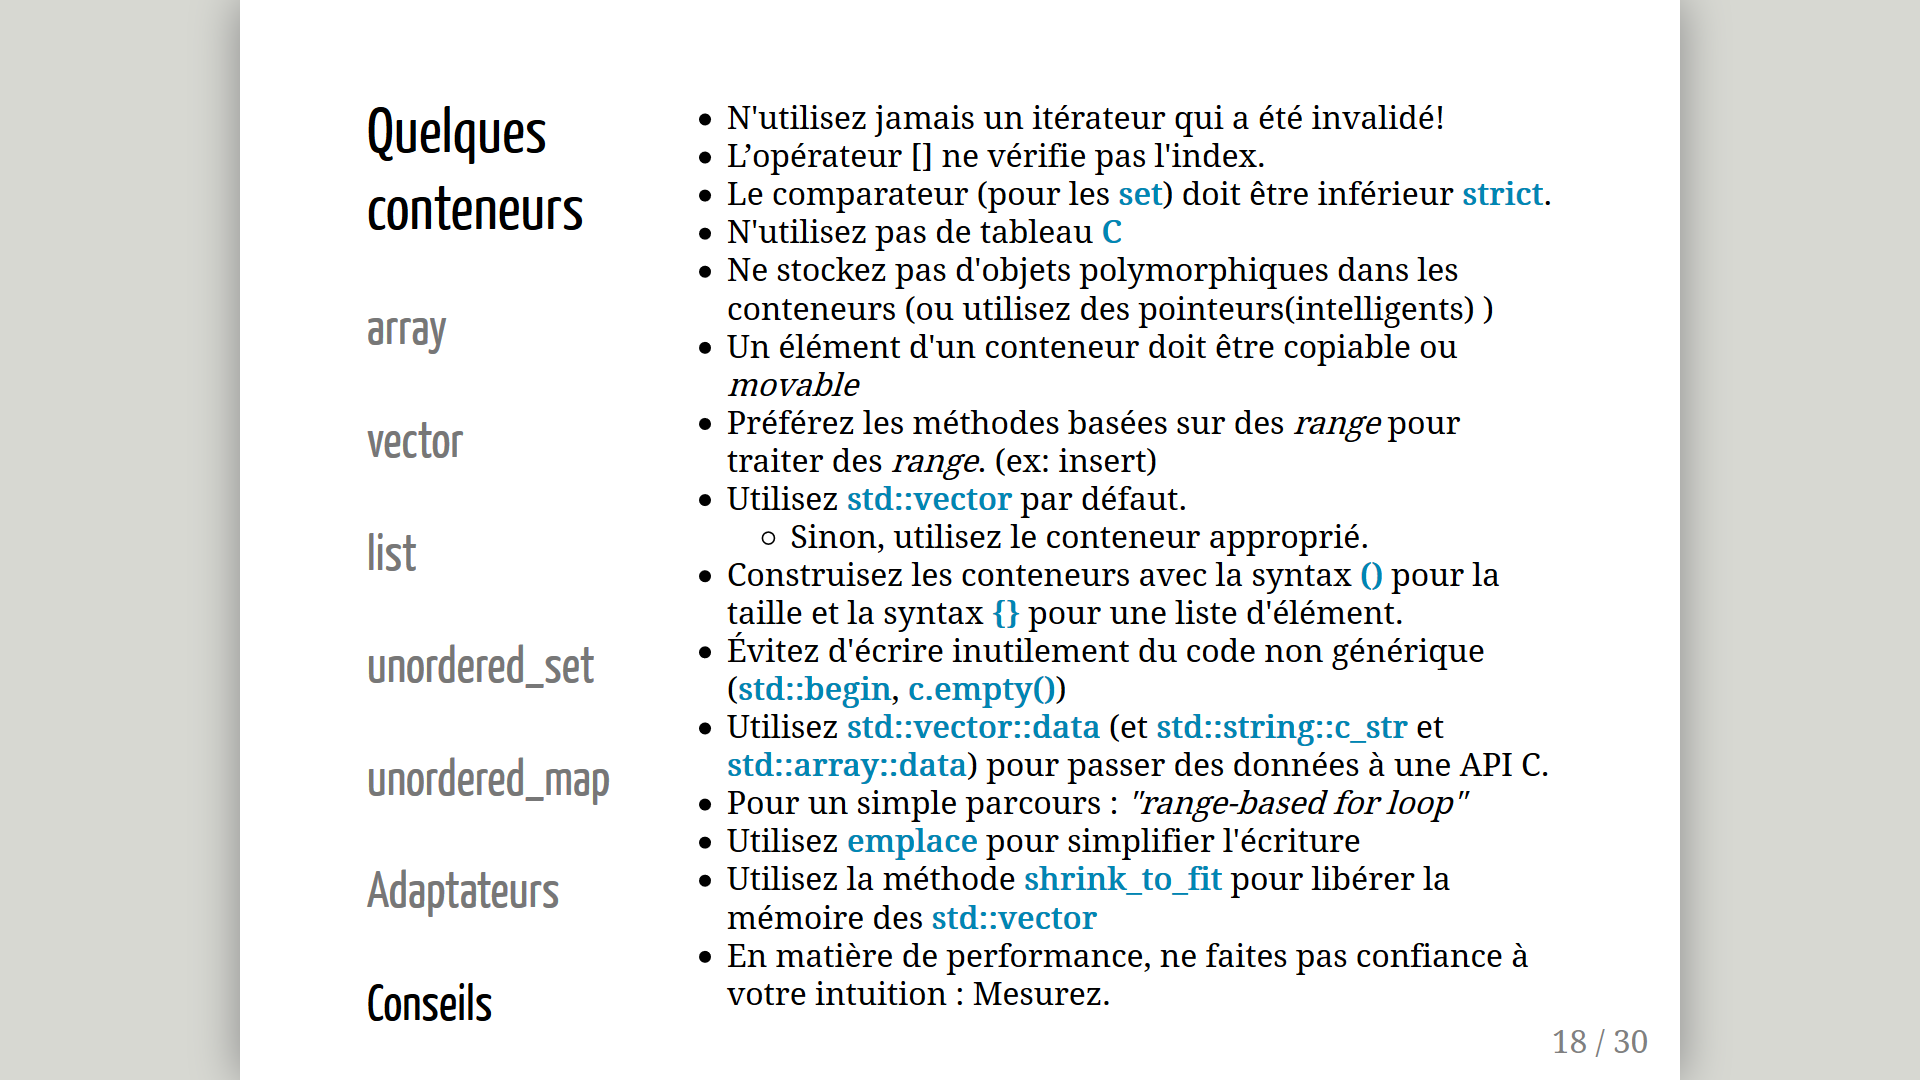 Quelques
conteneurs
array
vector
list
unordered_set
unordered_map
Adaptateurs
Conseils
N'utilisez jamais un itérateur qui a été invalidé!
L’opérateur [] ne vérifie pas l'index.
Le comparateur (pour les set) doit être inférieur strict.
N'utilisez pas de tableau C
Ne stockez pas d'objets polymorphiques dans les
conteneurs (ou utilisez des pointeurs(intelligents) )
Un élément d'un conteneur doit être copiable ou
movable
Préférez les méthodes basées sur des range pour
traiter des range. (ex: insert)
Utilisez std::vector par défaut.
Sinon, utilisez le conteneur approprié.
Construisez les conteneurs avec la syntax () pour la
taille et la syntax {} pour une liste d'élément.
Évitez d'écrire inutilement du code non générique
(std::begin, c.empty())
Utilisez std::vector::data (et std::string::c_str et
std::array::data) pour passer des données à une API C.
Pour un simple parcours : "range-based for loop"
Utilisez emplace pour simplifier l'écriture
Utilisez la méthode shrink_to_fit pour libérer la
mémoire des std::vector
En matière de performance, ne faites pas confiance à
votre intuition : Mesurez.
18 / 30